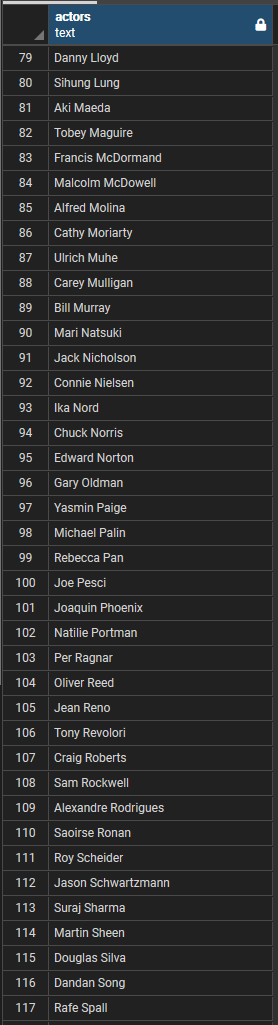 actors
text
79 Danny Lloyd
80 Sihung Lung
81 Aki Maeda
82 Tobey Maguire
83 Francis McDormand
84 Malcolm McDowell
85 Alfred Molina
86 Cathy Moriarty
87 Ulrich Muhe
88 Carey Mulligan
89 Bill Murray
90 Mari Natsuki
91 Jack Nicholson
92 Connie Nielsen
93 Ika Nord
94 Chuck Norris
95 Edward Norton
96 Gary Oldman
97 Yasmin Paige
98 Michael Palin
99 Rebecca Pan
100 Joe Pesci
101 Joaquin Phoenix
102 Natilie Portman
103 Per Ragnar
104 Oliver Reed
105 Jean Reno
106 Tony Revolori
107 Craig Roberts
108 Sam Rockwell
109 Alexandre Rodrigues
110 Saoirse Ronan
111 Roy Scheider
112 Jason Schwartzmann
113 Suraj Sharma
114 Martin Sheen
115 Douglas Silva
116 Dandan Song
117 Rafe Spall